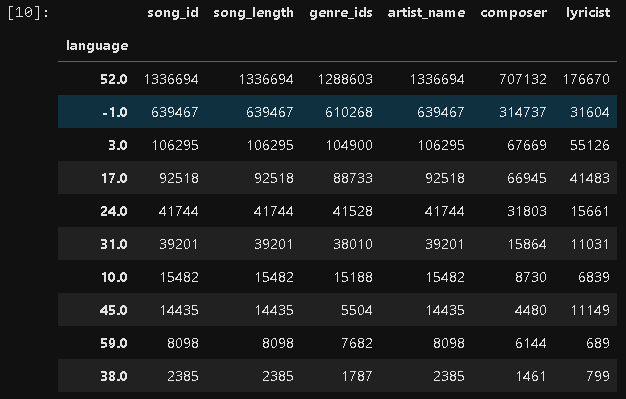 [10]: song_id song_length genre_ids artist_name composer lyricist
language
52.0 1336694 1336694 1288603 1336694 707132 176670
-1.0 639467 639467 610268 639467 314737 31604
3.0 106295 106295 104900 106295 67669 55126
17.0 92518 92518 88733 92518 66945 41483
24.0 41744 41744 41528 41744 31803 15661
31.0 39201 39201 38010 39201 15864 11031
10.0 15482 15482 15188 15482 8730 6839
45.0 14435 14435 5504 14435 4480 11149
59.0 8098 8098 7682 8098 6144 689
38.0 2385 2385 1787 2385 1461 799